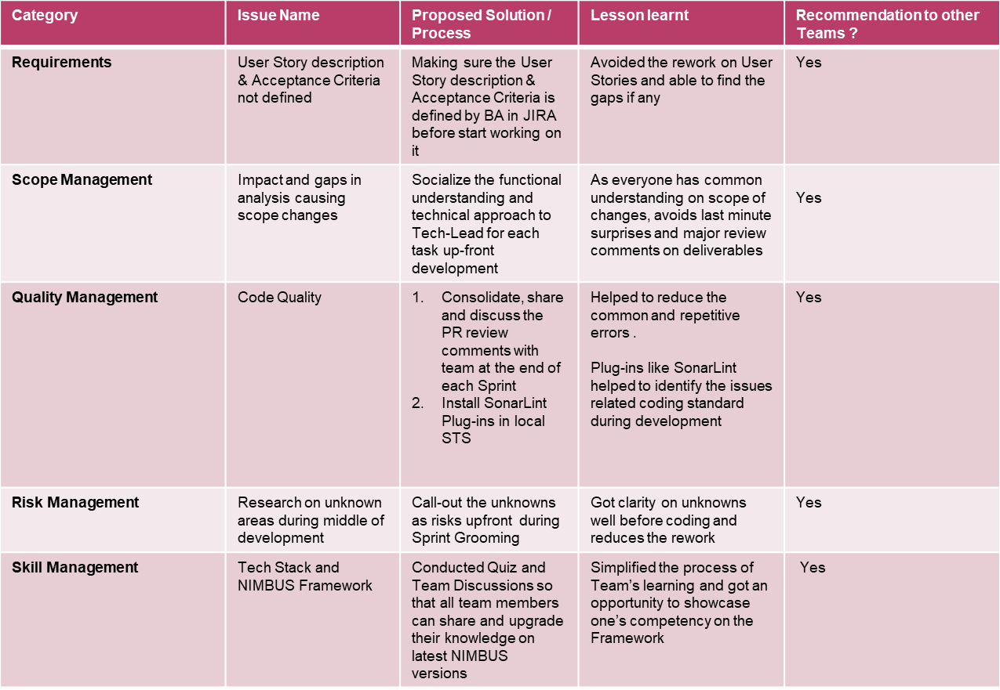 Category
Issue Name
Proposed Solution /
Process
Lesson learnt
Recommendation to other
Teams ?
Requirements
User Story description
& Acceptance Criteria
not defined
Making sure the User
Story description &
Acceptance Criteria is
defined by BA in JIRA
before start working on
it
Avoided the rework on User
Stories and able to find the
gaps if any
Yes
Scope Management
Impact and gaps in
analysis causing
scope changes
Socialize the functional
understanding and
technical approach to
Tech-Lead for each
task up-front
development
As everyone has common
understanding on scope of
changes, avoids last minute
surprises and major review
comments on deliverables
Yes
Quality Management
Code Quality
1. Consolidate, share
and discuss the
PR review
comments with
team at the end of
each Sprint
2. Install SonarLint
Plug-ins in local
STS
Helped to reduce the
common and repetitive
errors .
Plug-ins like SonarLint
helped to identify the issues
related coding standard
during development
Yes
Risk Management
Research on unknown
areas during middle of
development
Call-out the unknowns
as risks upfront during
Sprint Grooming
Got clarity on unknowns
well before coding and
reduces the rework
Yes
Skill Management
Tech Stack and
NIMBUS Framework
Conducted Quiz and
Team Discussions so
that all team members
can share and upgrade
their knowledge on
latest NIMBUS
versions
Simplified the process of
Team’s learning and got an
opportunity to showcase
one’s competency on the
Framework
Yes